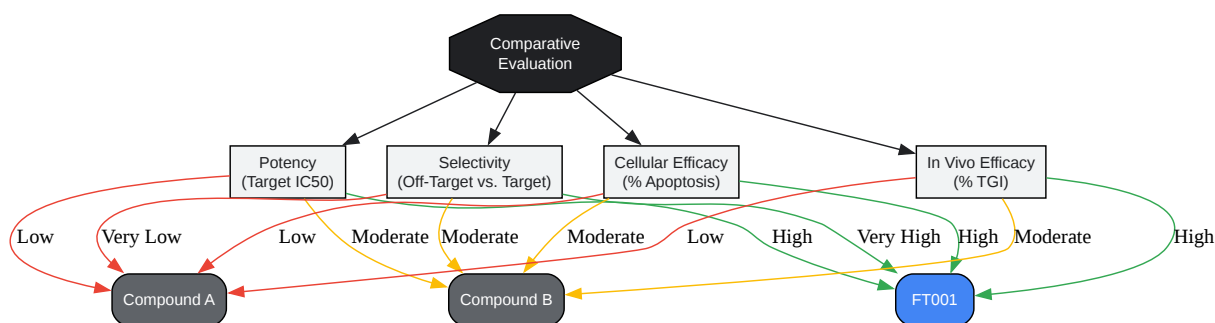 Comparative
Evaluation
Potency
(Target IC50)
Selectivity
(Off-Target vs. Target)
Cellular Efficacy
(% Apoptosis)
In Vivo Efficacy
(% TGI)
Low
Very Low
Low
Moderate
Moderate
Moderate
Low
High
Very High
High
Moderate
High
Compound A
Compound B
FT001